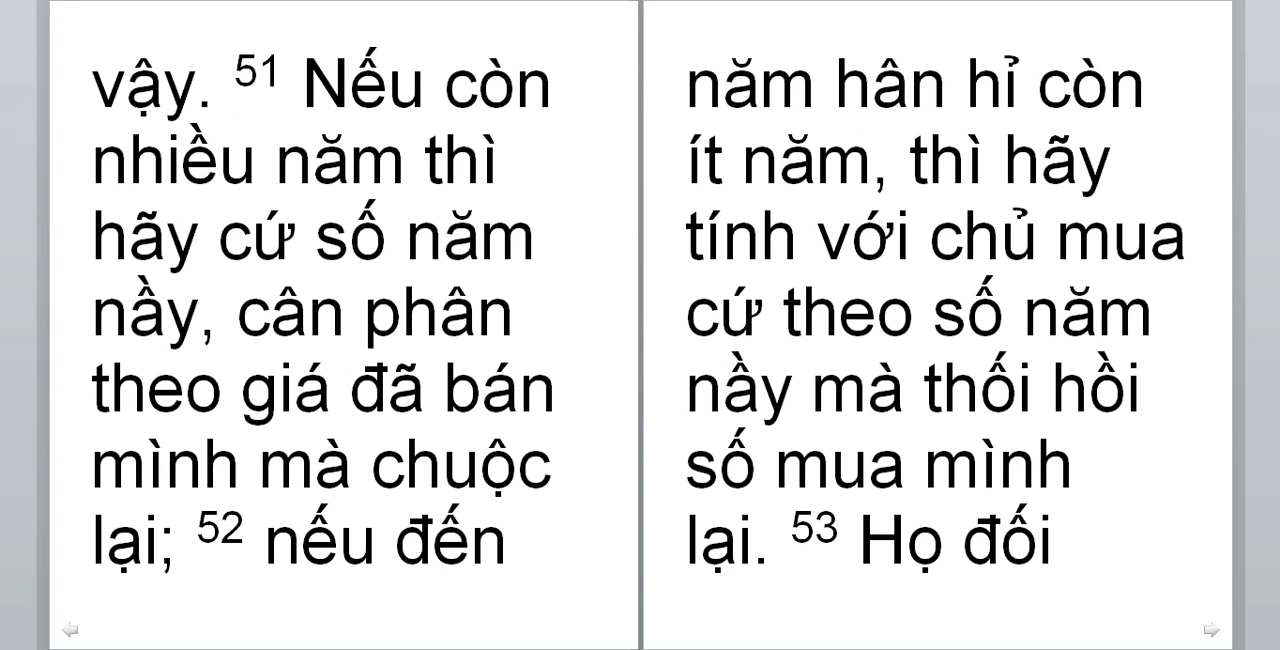 vậy. 51 Nếu còn
nhiều năm thì
hãy cứ số năm
nầy, cân phân
theo giá đã bán
mình mà chuộc
lại; 52 nếu đến
năm hân hỉ còn
ít năm, thì hãy
tính với chủ mua
cứ theo số năm
nầy mà thối hồi
số mua mình
lại. 53 Họ đối